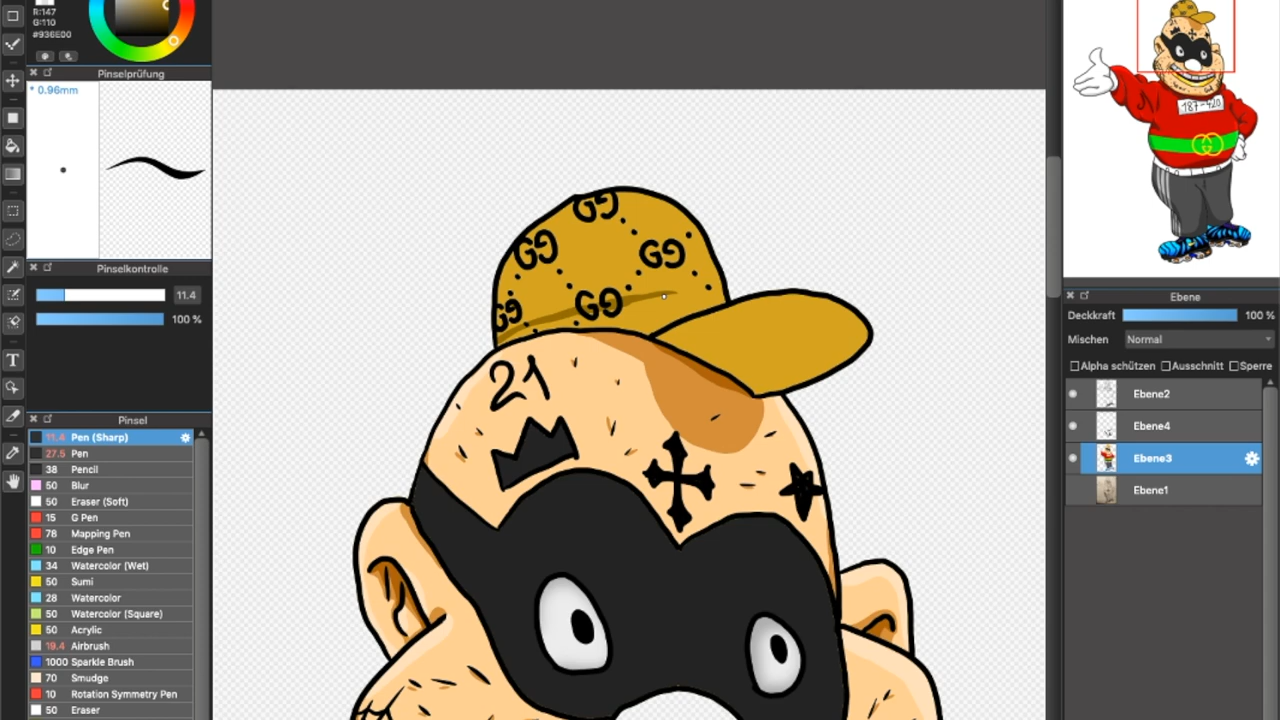 R:147
G:110
#936E00
Pinselprüfung
* 0.96mm
Pinselkontrolle
11.4
100 %
Pinsel
11.4 Pen (Sharp)
27.5 Pen
38 Pencil
50 Blur
50 Eraser (Soft)
15 G Pen
78 Mapping Pen
10 Edge Pen
34 Watercolor (Wet)
50 Sumi
28 Watercolor
50 Watercolor (Square)
50 Acrylic
19.4 Airbrush
1000 Sparkle Brush
70 Smudge
10 Rotation Symmetry Pen
50 Eraser
T
GG
GG
GG
GG
GG
21
187-420
Ebene
Deckkraft 100 %
Mischen Normal
Alpha schützen Ausschnitt Sperre
Ebene2
Ebene4
Ebene3
Ebene1